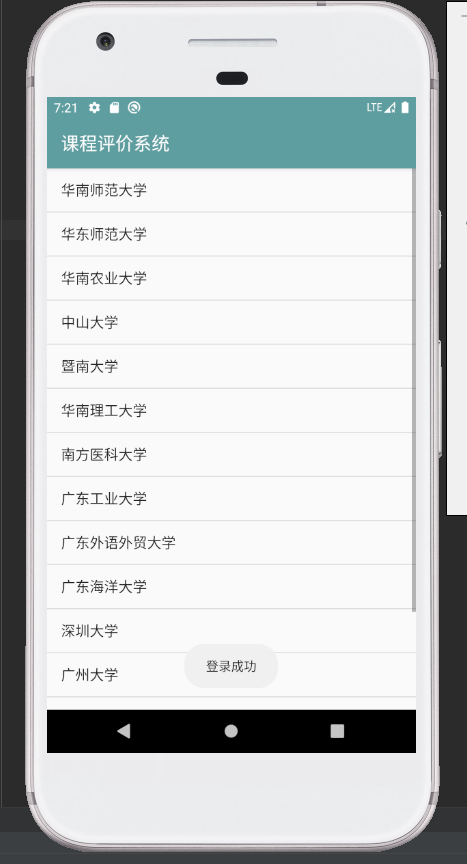 7:21 LTE
课程评价系统
华南师范大学
华东师范大学
华南农业大学
中山大学
暨南大学
华南理工大学
南方医科大学
广东工业大学
广东外语外贸大学
广东海洋大学
深圳大学
广州大学
登录成功